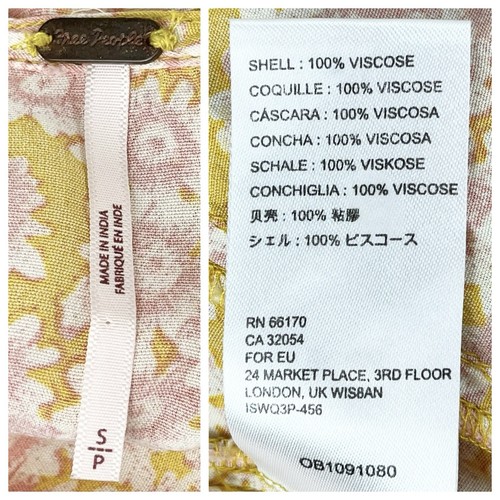 Free People
MADE IN INDIA
FABRIQUÉ EN INDE
S
P
SHELL : 100% VISCOSE
COQUILLE : 100% VISCOSE
CÁSCARA : 100% VISCOSA
CONCHA : 100% VISCOSA
SCHALE : 100% VISKOSE
CONCHIGLIA : 100% VISCOSE
贝壳 : 100% 粘膠
シェル : 100% ビスコース
RN 66170
CA 32054
FOR EU
24 MARKET PLACE, 3RD FLOOR
LONDON, UK WIS8AN
ISWQ3P-456
OB1091080